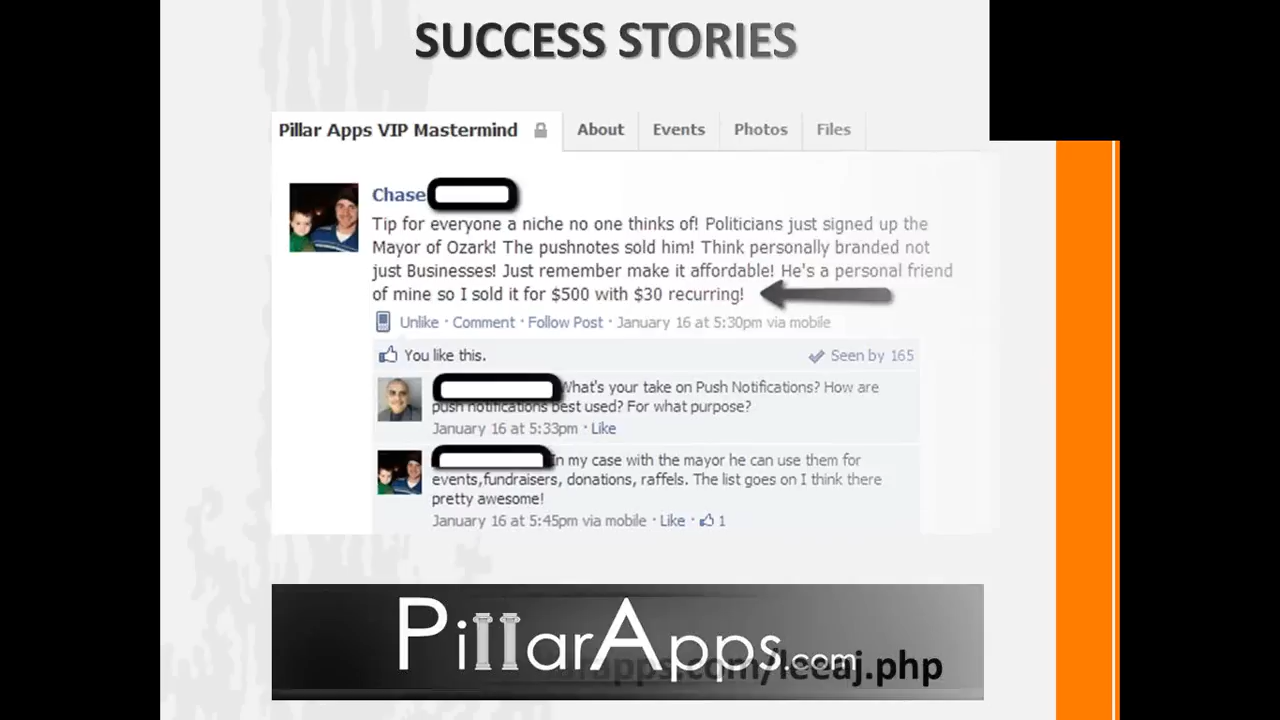 SUCCESS STORIES
Pillar Apps VIP Mastermind About Events Photos Files
Chase
Tip for everyone a niche no one thinks of! Politicians just signed up the
Mayor of Ozark! The pushnotes sold him! Think personally branded not
just Businesses! Just remember make it affordable! He's a personal friend
of mine so I sold it for $500 with $30 recurring!
Unlike · Comment · Follow Post · January 16 at 5:30pm via mobile
You like this. Seen by 165
What's your take on Push Notifications? How are
push notifications best used? For what purpose?
January 16 at 5:33pm · Like
in my case with the mayor he can use them for
events,fundraisers, donations, raffels. The list goes on I think there
pretty awesome!
January 16 at 5:45pm via mobile · Like · 1
PillarApps.com
apps.com/leeaj.php